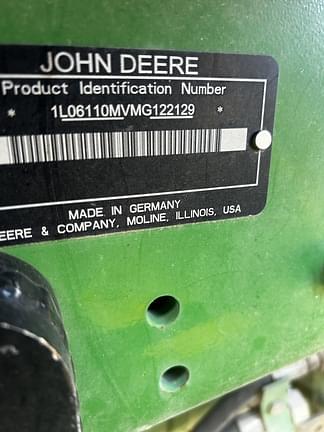 JOHN DEERE
Product Identification Number
* 1L06110MVMG122129 *
MADE IN GERMANY
EERE & COMPANY, MOLINE, ILLINOIS, USA